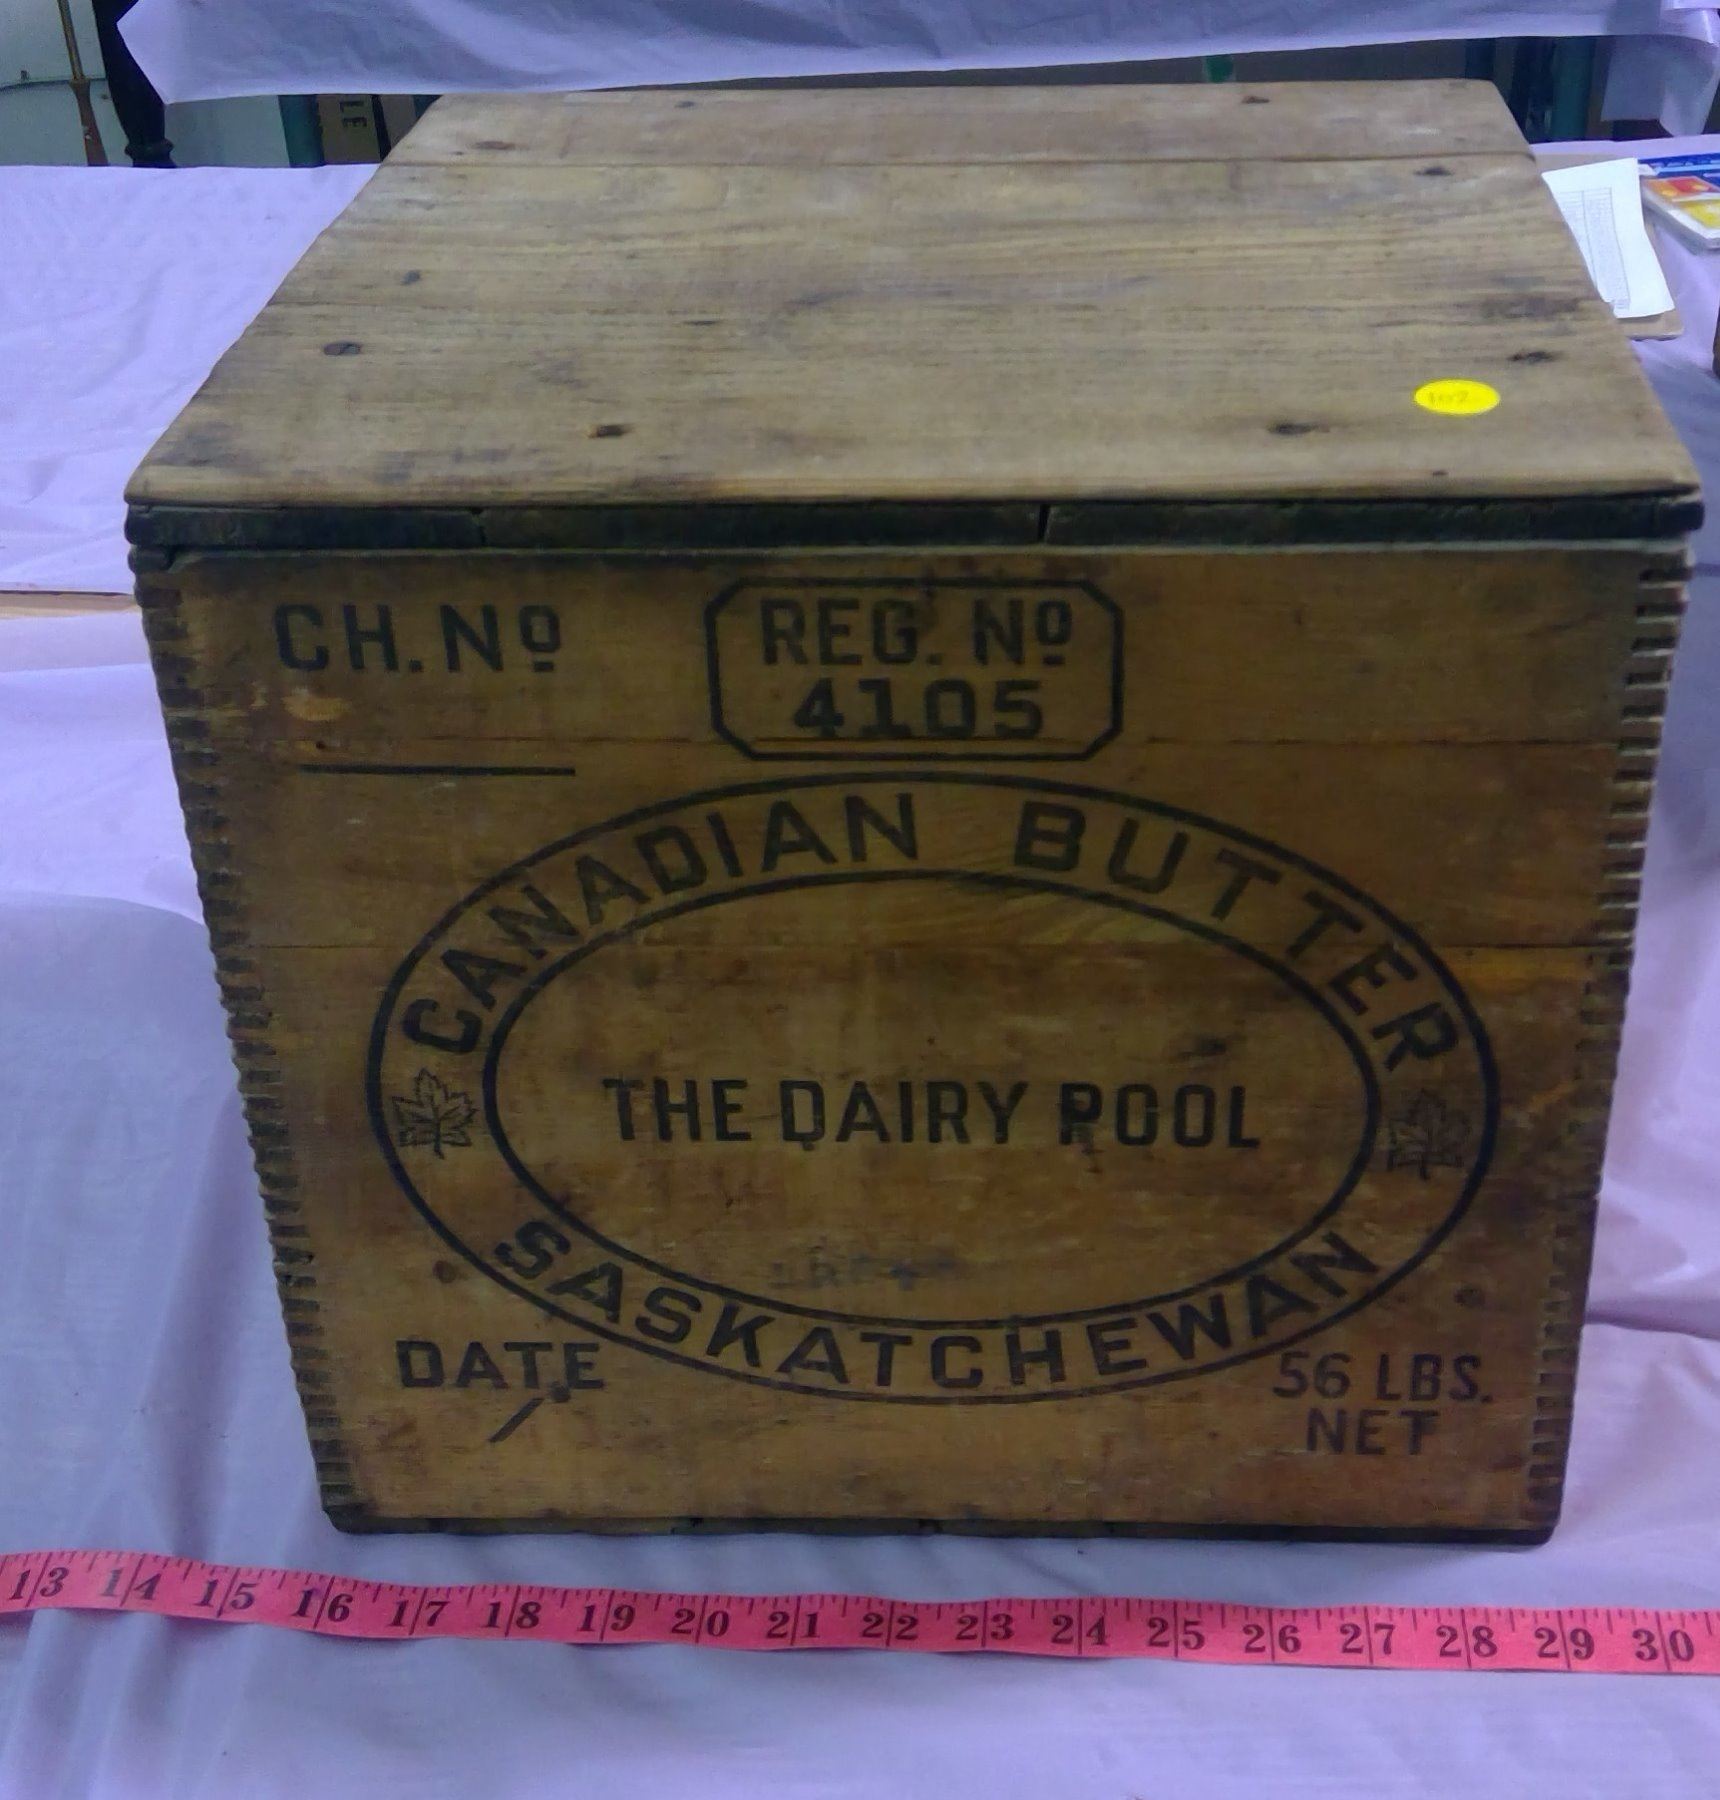 102
CH. Nº
REG. Nº
4105
CANADIAN BUTTER
THE DAIRY POOL
SASKATCHEWAN
DATE
56 LBS.
NET
13 14 15 16 17 18 19 20 21 22 23 24 25 26 27 28 29 30